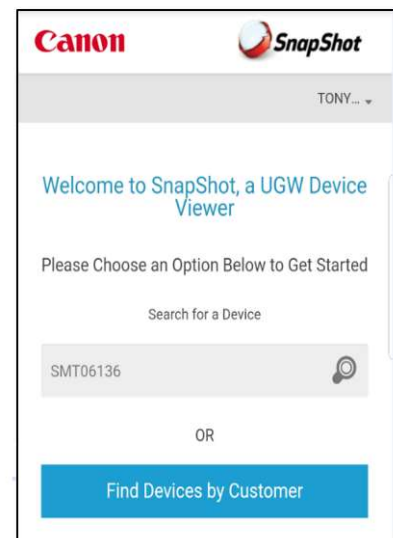 Canon SnapShot
TONY...
Welcome to SnapShot, a UGW Device
Viewer
Please Choose an Option Below to Get Started
Search for a Device
SMT06136
OR
Find Devices by Customer